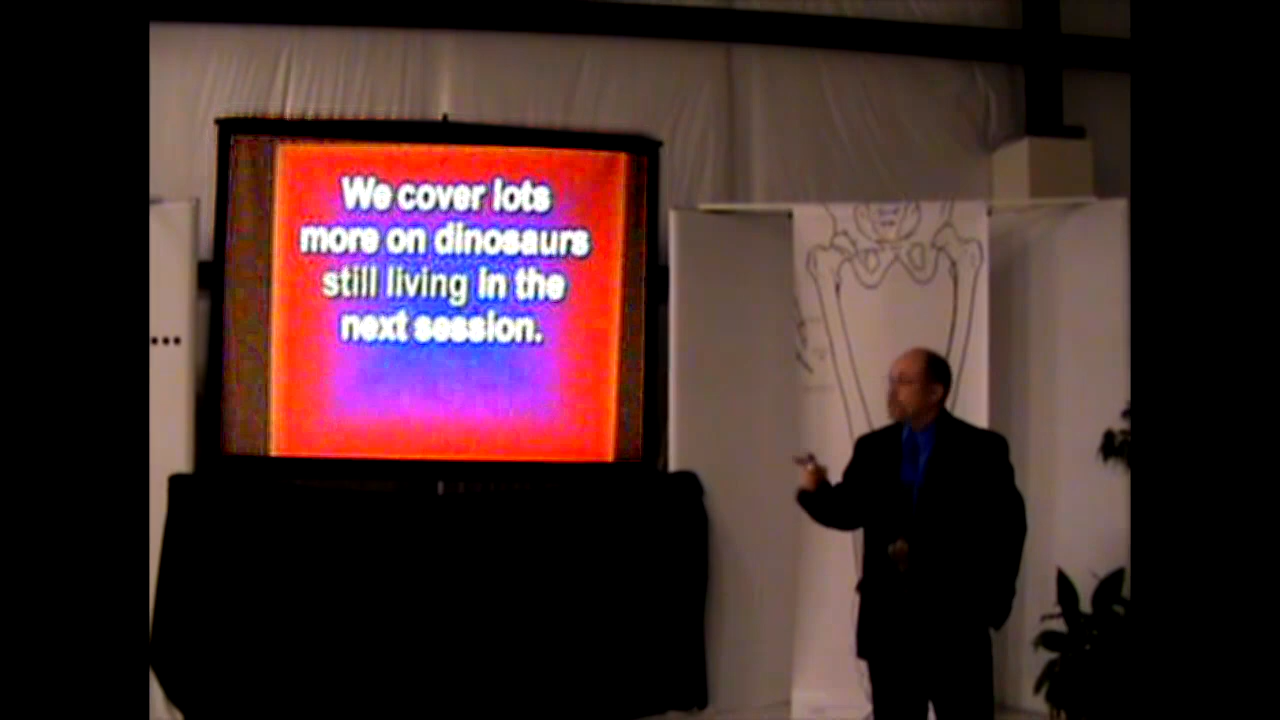 We cover lots
more on dinosaurs
still living in the
next session.